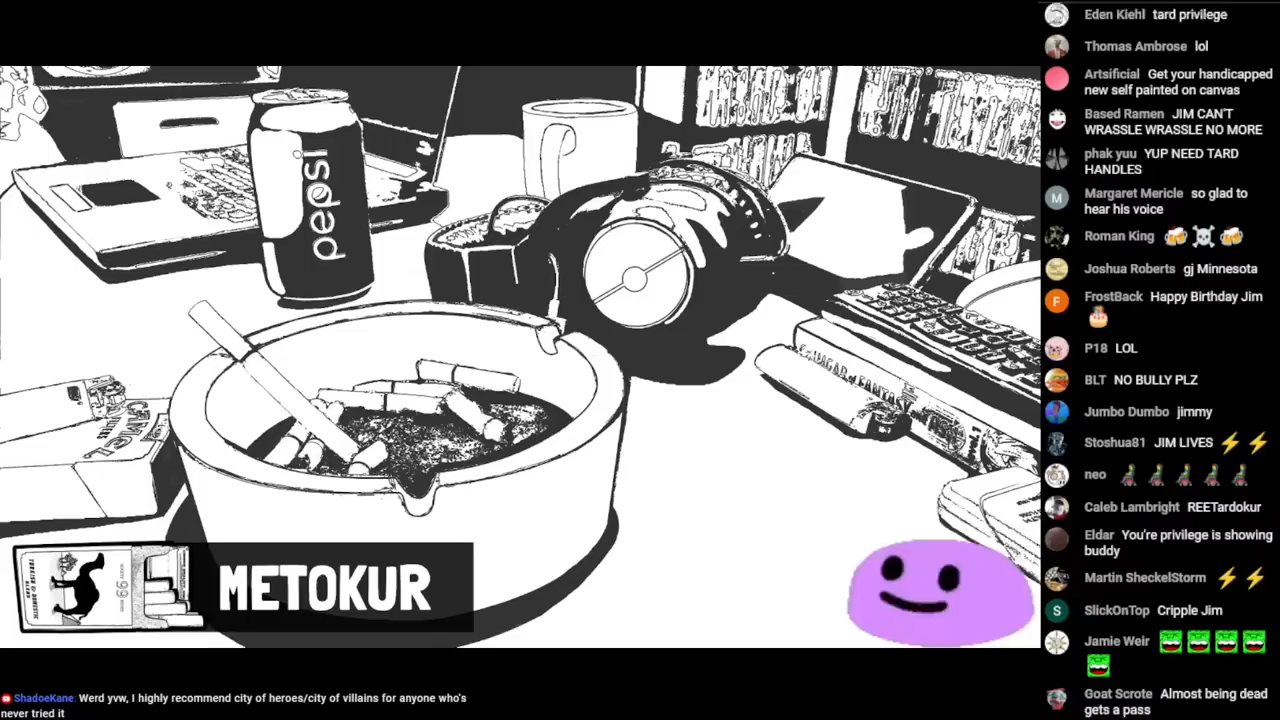 Eden Kiehl tard privilege
Thomas Ambrose lol
Artsificial Get your handicapped
new self painted on canvas
Based Ramen JIM CAN'T
WRASSLE WRASSLE NO MORE
phak yuu YUP NEED TARD
HANDLES
Margaret Mericle so glad to
hear his voice
Roman King
Joshua Roberts gj Minnesota
FrostBack Happy Birthday Jim
P18 LOL
BLT NO BULLY PLZ
Jumbo Dumbo jimmy
Stoshua81 JIM LIVES
neo
Caleb Lambright REETardokur
Eldar You're privilege is showing
buddy
Martin SheckelStorm
SlickOnTop Cripple Jim
Jamie Weir
Goat Scrote Almost being dead
gets a pass
pepsi
CAMEL
METOKUR
ShadoeKane: Werd yvw, I highly recommend city of heroes/city of villains for anyone who's
never tried it